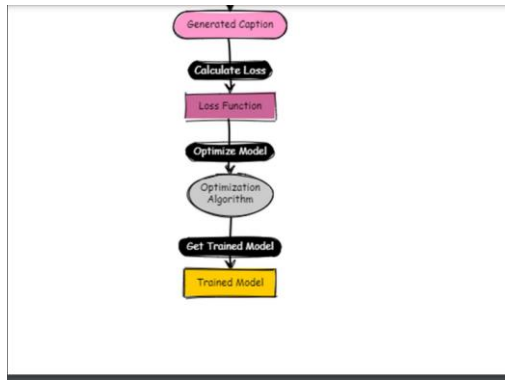 Generated Caption
Calculate Loss
Loss Function
Optimize Model
Optimization
Algorithm
Get Trained Model
Trained Model